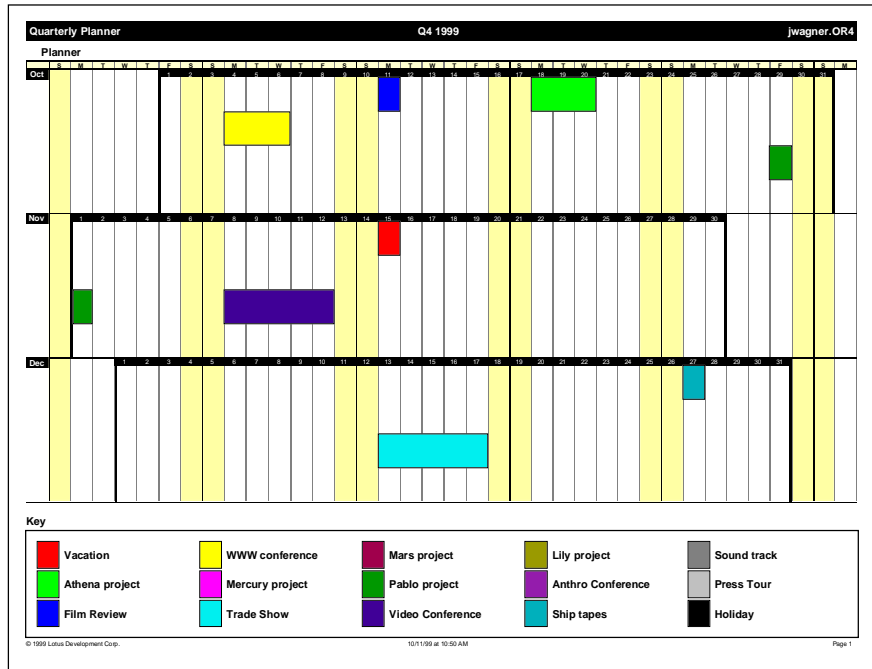 Quarterly Planner Q4 1999 jwagner.OR4
Planner
S M T W T F S S M T W T F S S M T W T F S S M T W T F S S M T W T F S S M
Oct 1 2 3 4 5 6 7 8 9 10 11 12 13 14 15 16 17 18 19 20 21 22 23 24 25 26 27 28 29 30 31
Nov 1 2 3 4 5 6 7 8 9 10 11 12 13 14 15 16 17 18 19 20 21 22 23 24 25 26 27 28 29 30
Dec 1 2 3 4 5 6 7 8 9 10 11 12 13 14 15 16 17 18 19 20 21 22 23 24 25 26 27 28 29 30 31
Key
Vacation WWW conference Mars project Lily project Sound track
Athena project Mercury project Pablo project Anthro Conference Press Tour
Film Review Trade Show Video Conference Ship tapes Holiday
© 1999 Lotus Development Corp. 10/11/99 at 10:50 AM Page 1